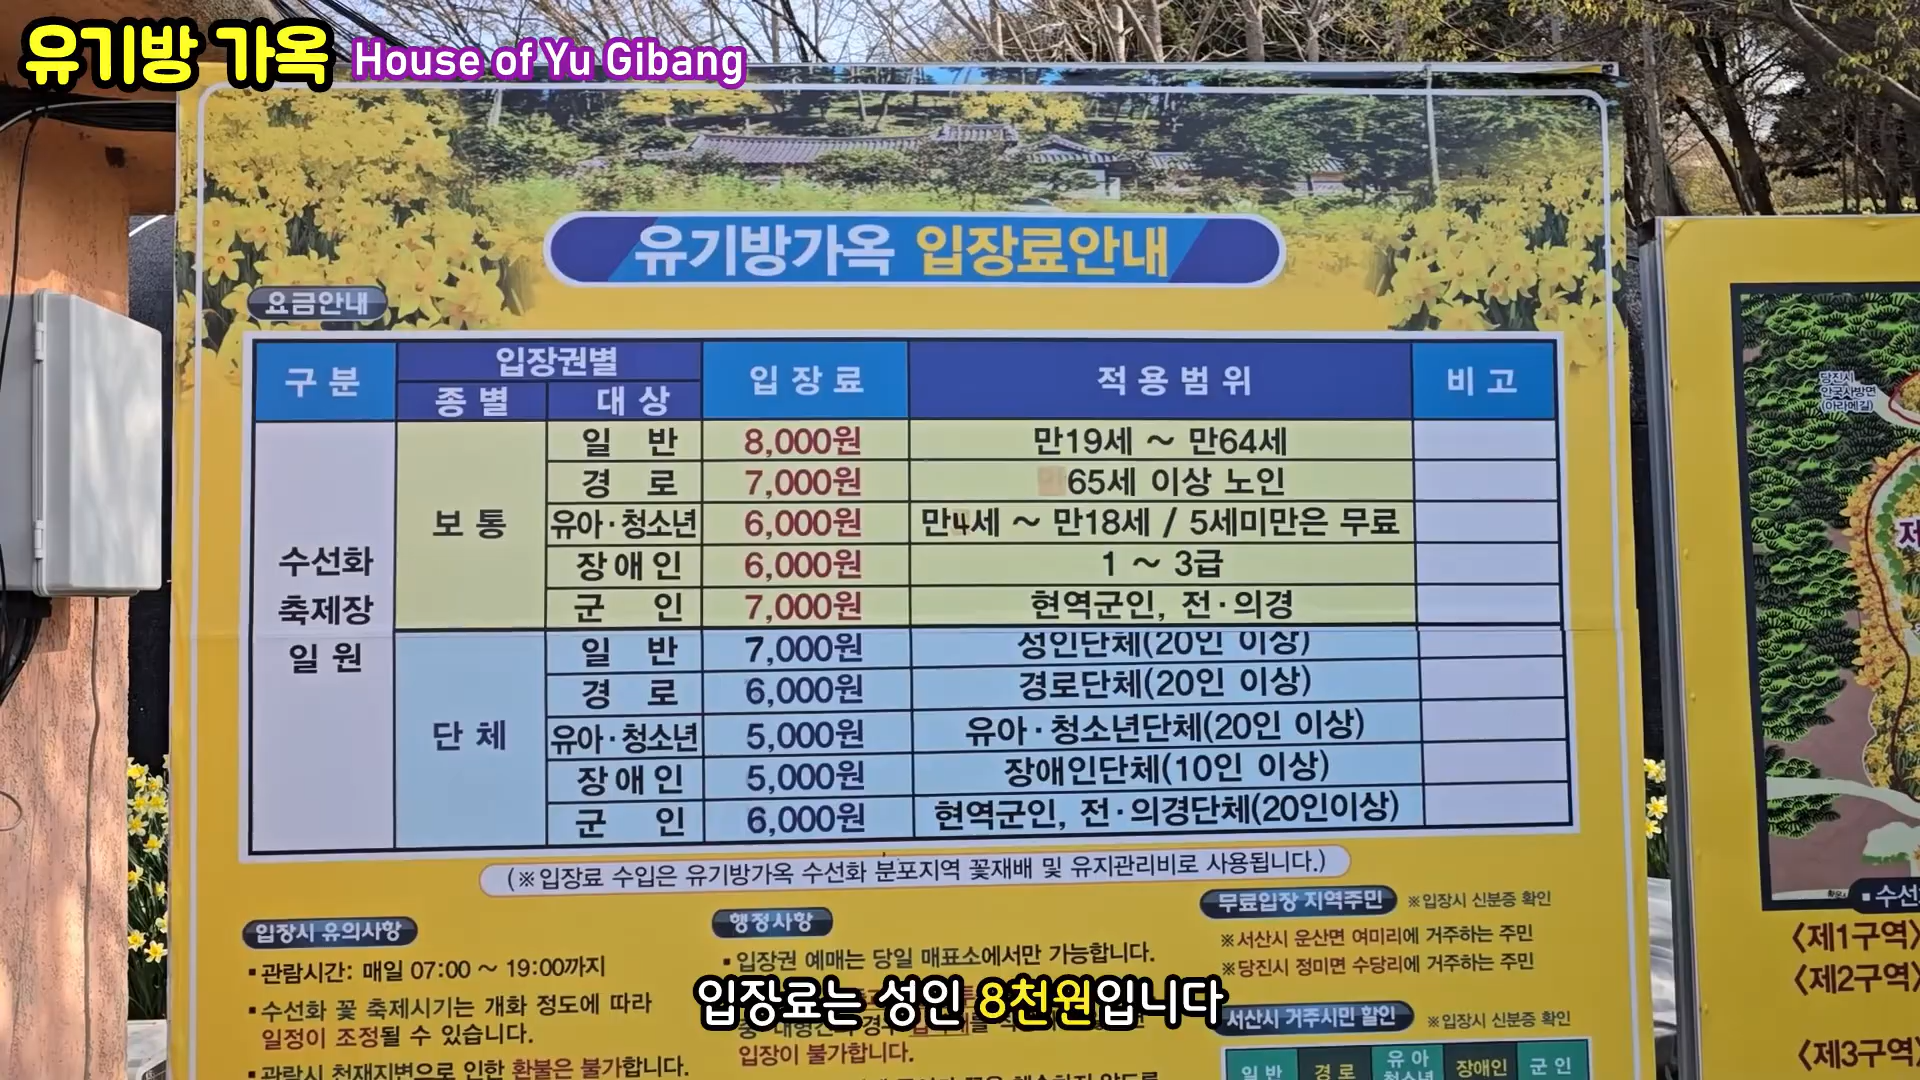 유기방 가옥 House of Yu Gibang
유기방가옥 입장료안내
요금안내
구분 입장권별 입장료 적용범위 비고
종별 대상
수선화
축제장
일원
보통
일반 8,000원 만19세 ~ 만64세
경로 7,000원 65세 이상 노인
유아·청소년 6,000원 만4세 ~ 만18세 / 5세미만은 무료
장애인 6,000원 1 ~ 3급
군인 7,000원 현역군인, 전·의경
단체
일반 7,000원 성인단체(20인 이상)
경로 6,000원 경로단체(20인 이상)
유아·청소년 5,000원 유아·청소년단체(20인 이상)
장애인 5,000원 장애인단체(10인 이상)
군인 6,000원 현역군인, 전·의경단체(20인이상)
(※입장료 수입은 유기방가옥 수선화 분포지역 꽃재배 및 유지관리비로 사용됩니다.)
입장시 유의사항
▪관람시간: 매일 07:00 ~ 19:00까지
▪수선화 꽃 축제시기는 개화 정도에 따라
일정이 조정될 수 있습니다.
▪관람시 천재지변으로 인한 환불은 불가합니다.
행정사항
▪입장권 예매는 당일 매표소에서만 가능합니다.
입장이 불가합니다.
무료입장 지역주민 ※입장시 신분증 확인
※서산시 운산면 여미리에 거주하는 주민
※당진시 정미면 수당리에 거주하는 주민
서산시 거주시민 할인 ※입장시 신분증 확인
일반 경로 유아 청소년 장애인 군인
당진시
안국사방면
(아라메길)
제
▪수선
〈제1구역〉
〈제2구역〉
〈제3구역〉
입장료는 성인 8천원입니다